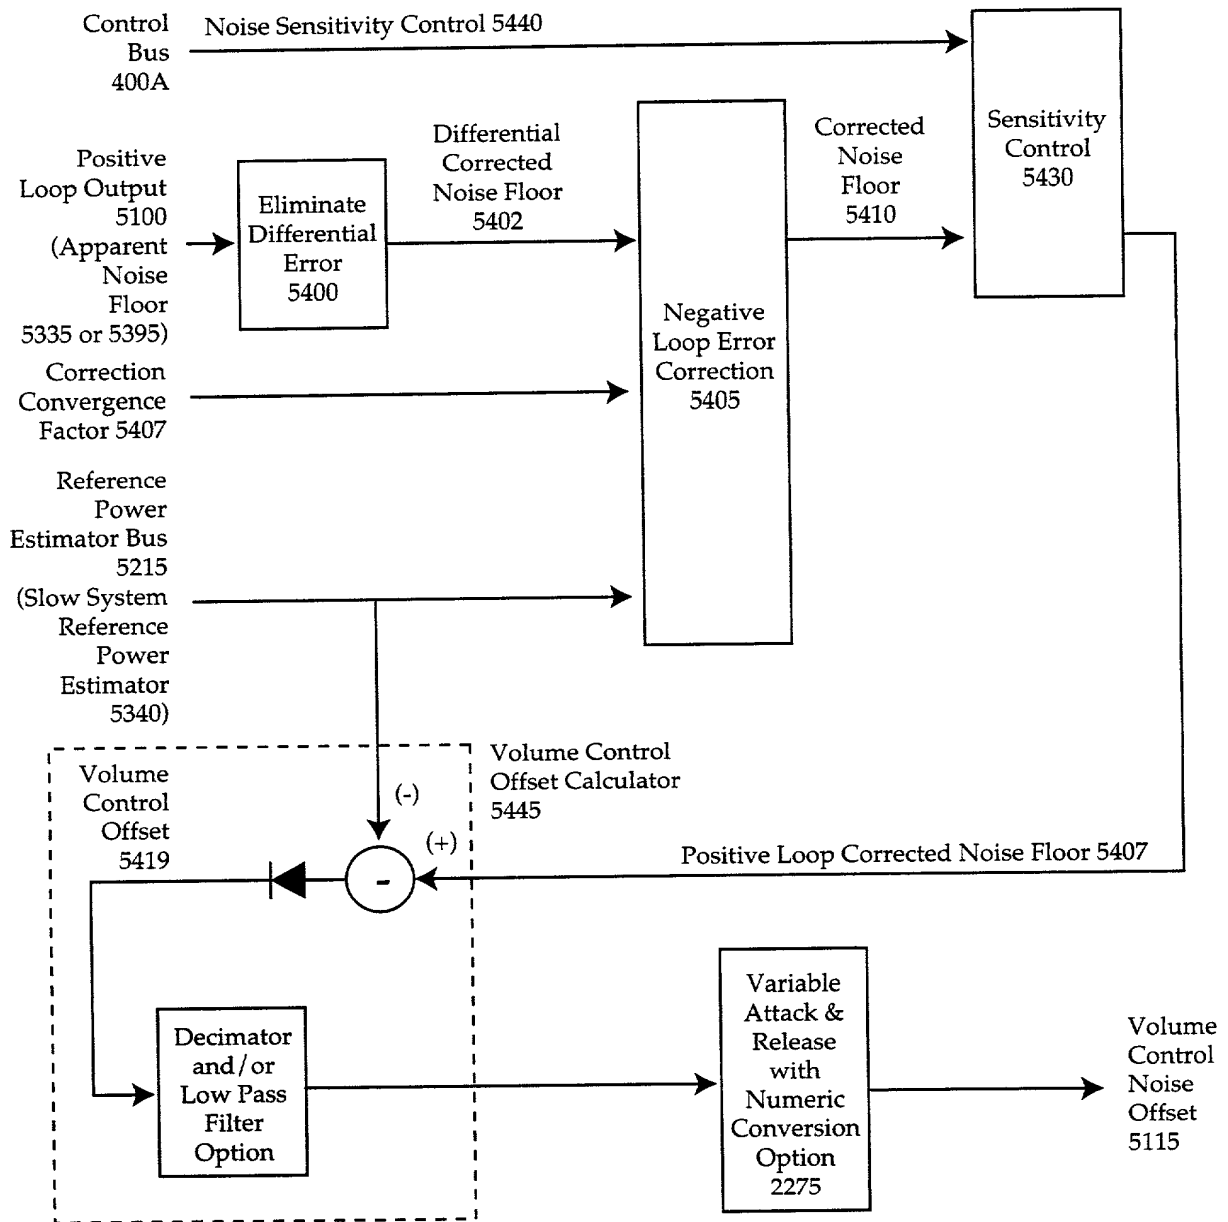 Control
Bus
400A
Noise Sensitivity Control 5440
Positive
Loop Output
5100
(Apparent
Noise
Floor
5335 or 5395)
Eliminate
Differential
Error
5400
Differential
Corrected
Noise Floor
5402
Negative
Loop Error
Correction
5405
Corrected
Noise
Floor
5410
Sensitivity
Control
5430
Correction
Convergence
Factor 5407
Reference
Power
Estimator Bus
5215
(Slow System
Reference
Power
Estimator
5340)
Volume
Control
Offset
5419
(-)
(+)
-
Volume Control
Offset Calculator
5445
Positive Loop Corrected Noise Floor 5407
Decimator
and/or
Low Pass
Filter
Option
Variable
Attack &
Release
with
Numeric
Conversion
Option
2275
Volume
Control
Noise
Offset
5115